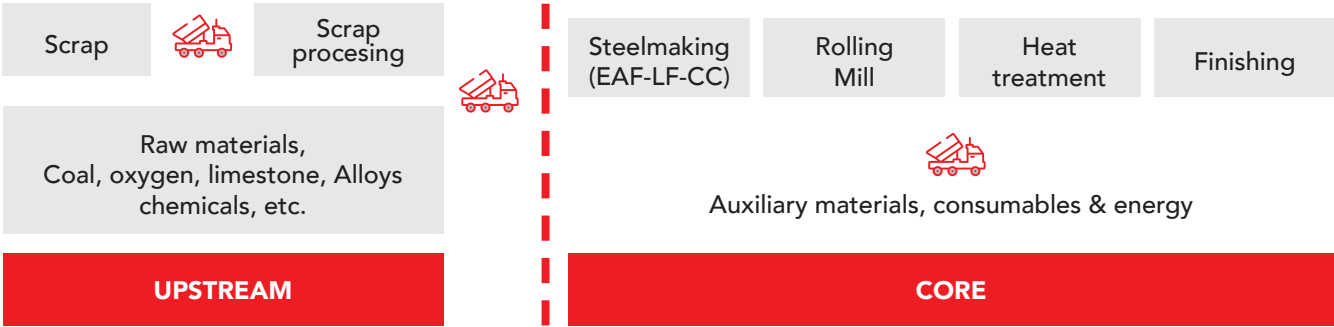 Scrap
Scrap
procesing
Raw materials,
Coal, oxygen, limestone, Alloys
chemicals, etc.
UPSTREAM
Steelmaking
(EAF-LF-CC)
Rolling
Mill
Heat
treatment
Finishing
Auxiliary materials, consumables & energy
CORE